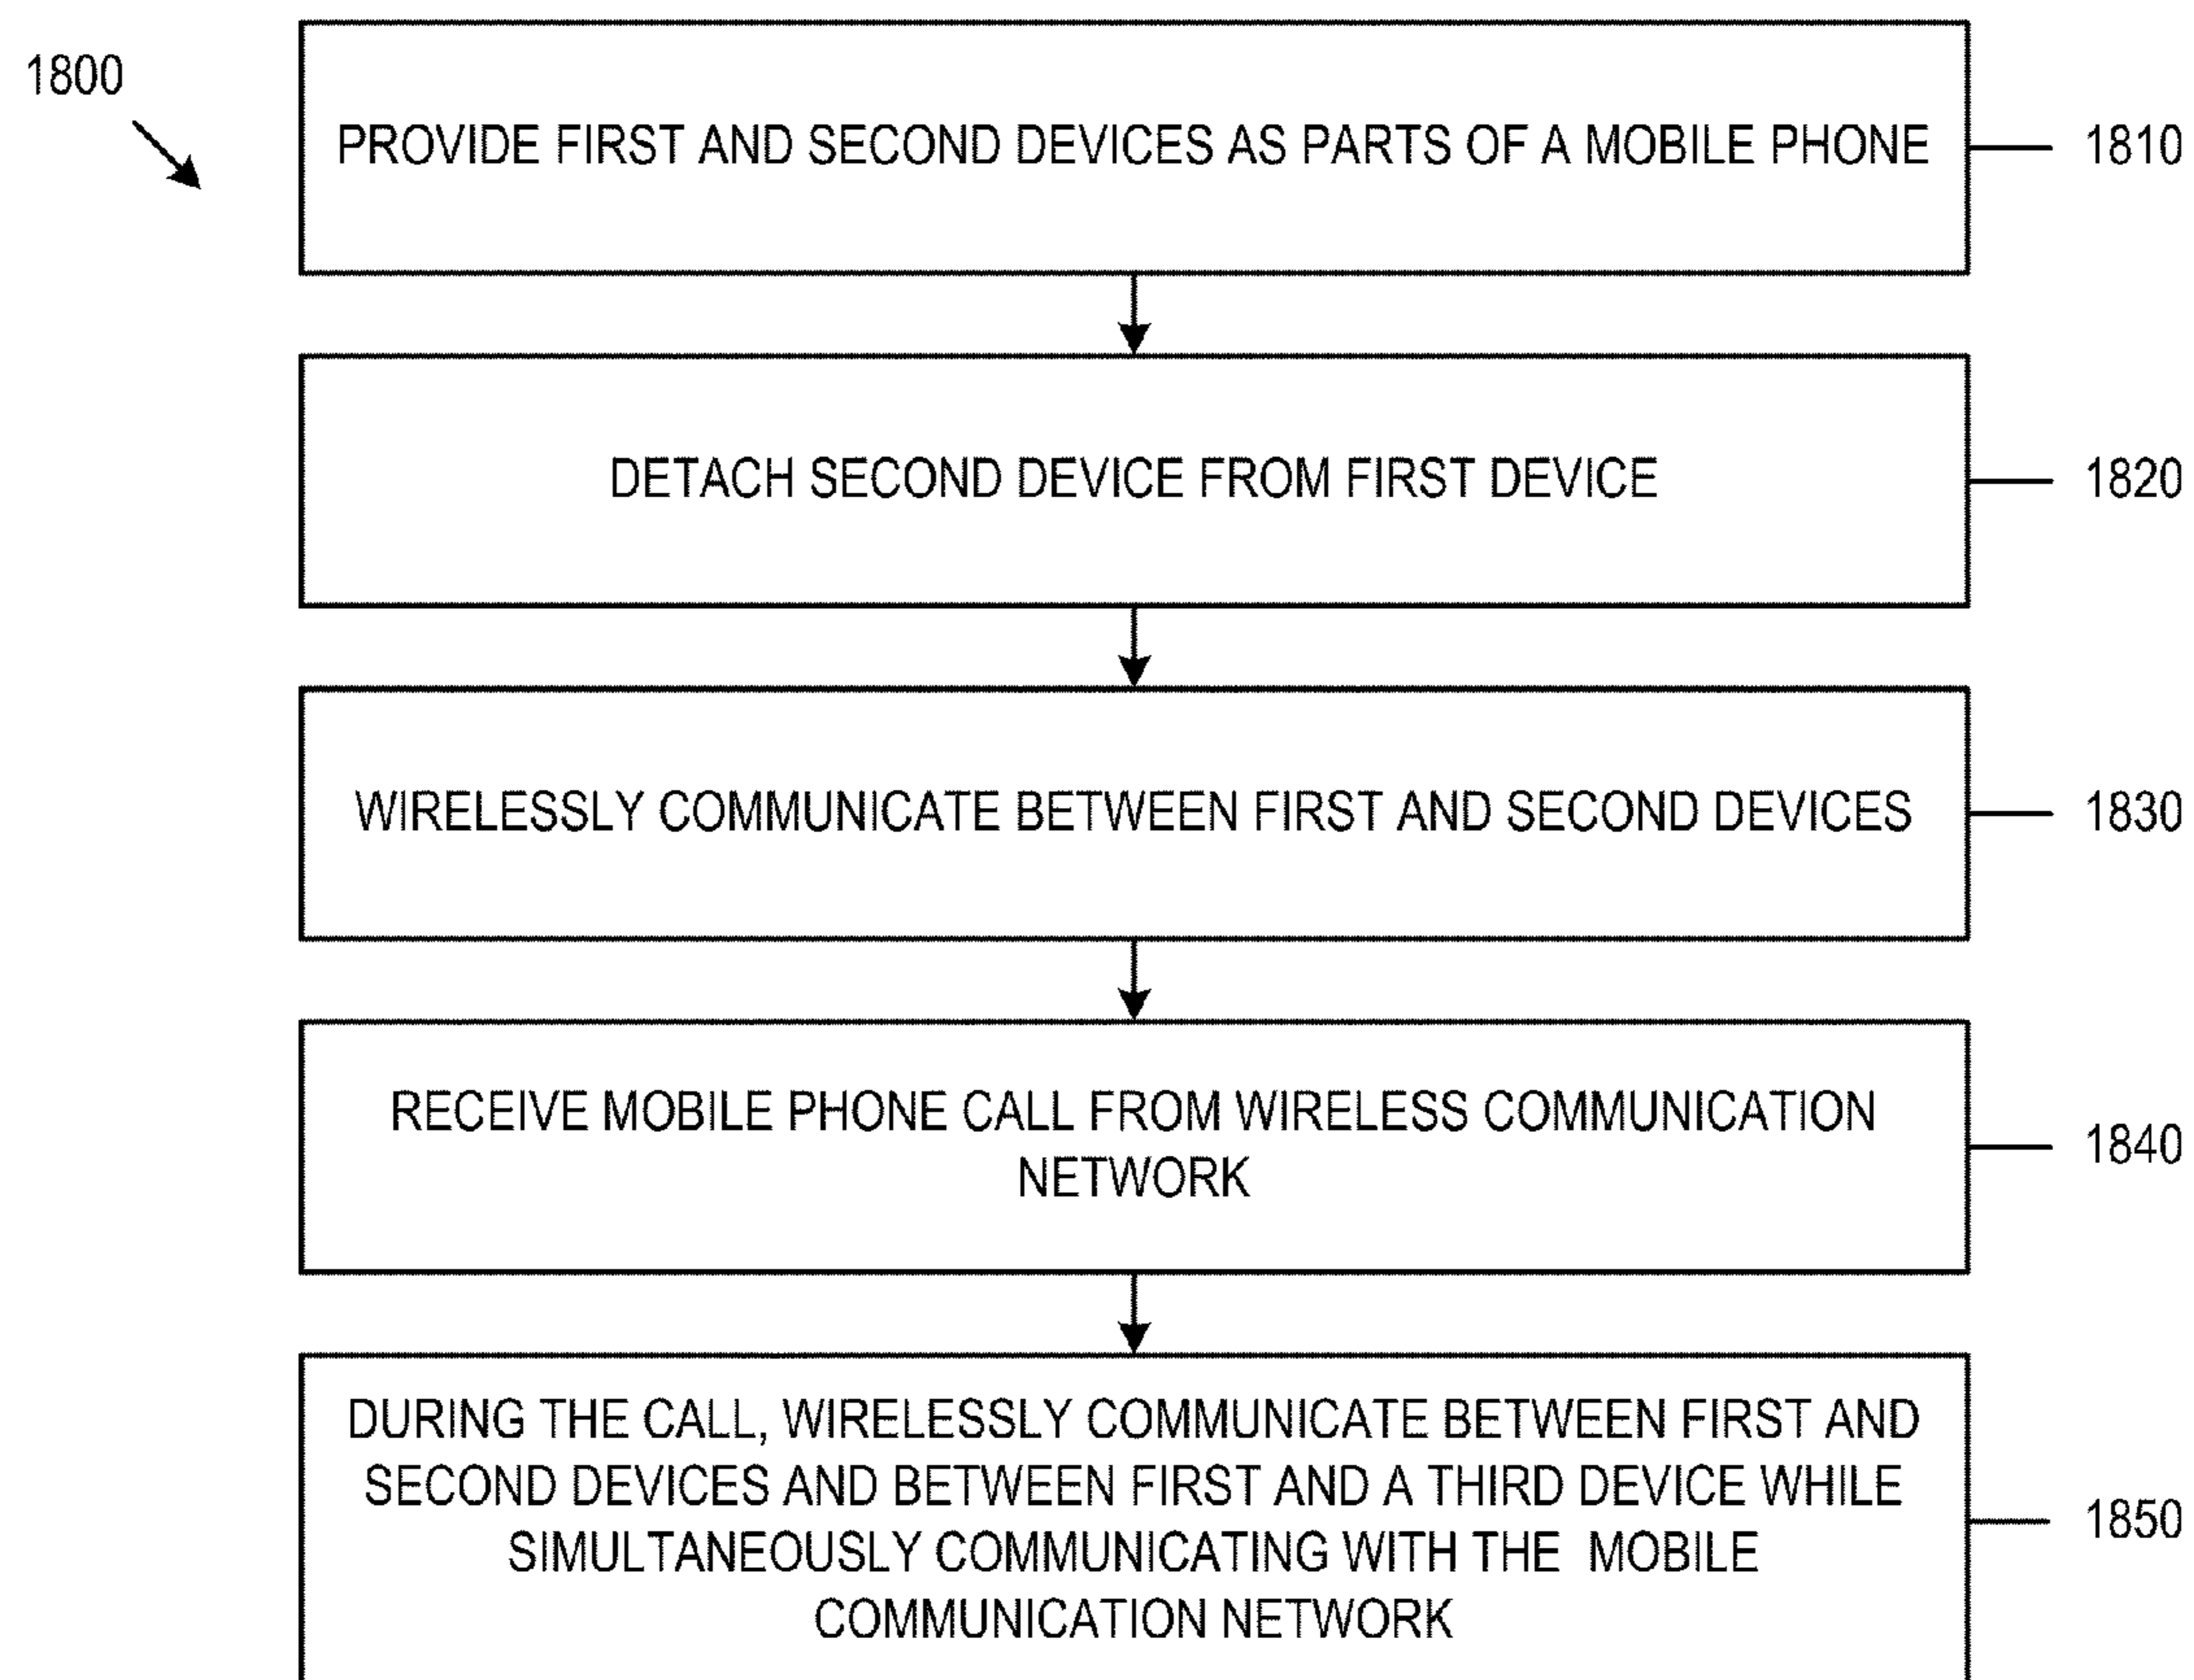 1800
PROVIDE FIRST AND SECOND DEVICES AS PARTS OF A MOBILE PHONE
1810
DETACH SECOND DEVICE FROM FIRST DEVICE
1820
WIRELESSLY COMMUNICATE BETWEEN FIRST AND SECOND DEVICES
1830
RECEIVE MOBILE PHONE CALL FROM WIRELESS COMMUNICATION
NETWORK
1840
DURING THE CALL, WIRELESSLY COMMUNICATE BETWEEN FIRST AND
SECOND DEVICES AND BETWEEN FIRST AND A THIRD DEVICE WHILE
SIMULTANEOUSLY COMMUNICATING WITH THE MOBILE
COMMUNICATION NETWORK
1850